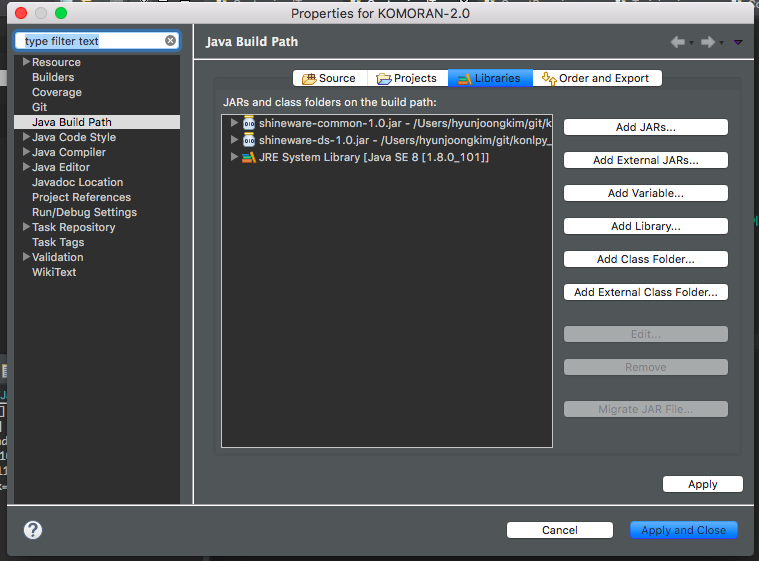 Properties for KOMORAN-2.0
type filter text
Resource
Builders
Coverage
Git
Java Build Path
Java Code Style
Java Compiler
Java Editor
Javadoc Location
Project References
Run/Debug Settings
Task Repository
Task Tags
Validation
WikiText
Java Build Path
Source Projects Libraries Order and Export
JARs and class folders on the build path:
shineware-common-1.0.jar - /Users/hyunjoongkim/git/k
shineware-ds-1.0.jar - /Users/hyunjoongkim/git/konlpy_
JRE System Library [Java SE 8 [1.8.0_101]]
Add JARs...
Add External JARs...
Add Variable...
Add Library...
Add Class Folder...
Add External Class Folder...
Edit...
Remove
Migrate JAR File...
Apply
?
Cancel
Apply and Close